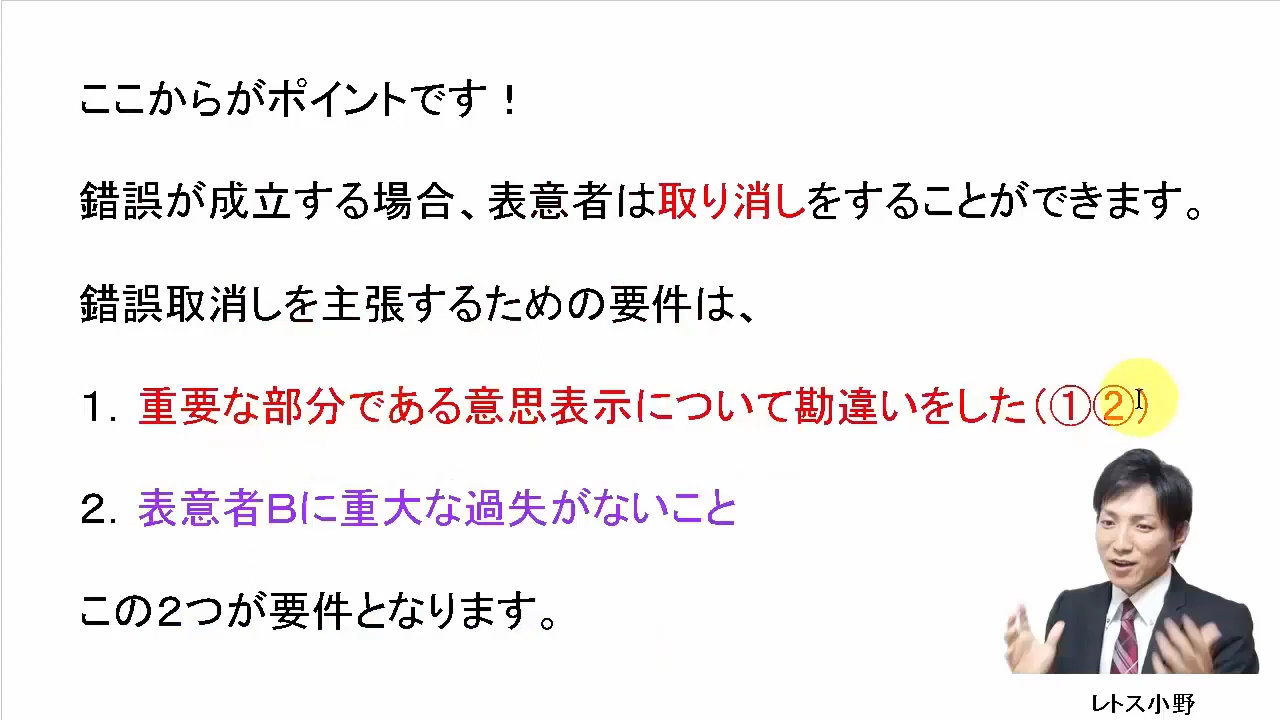 ここからがポイントです！
錯誤が成立する場合、表意者は取り消しをすることができます。
錯誤取消しを主張するための要件は、
１．重要な部分である意思表示について勘違いをした（①②）
２．表意者Ｂに重大な過失がないこと
この２つが要件となります。
レトス小野